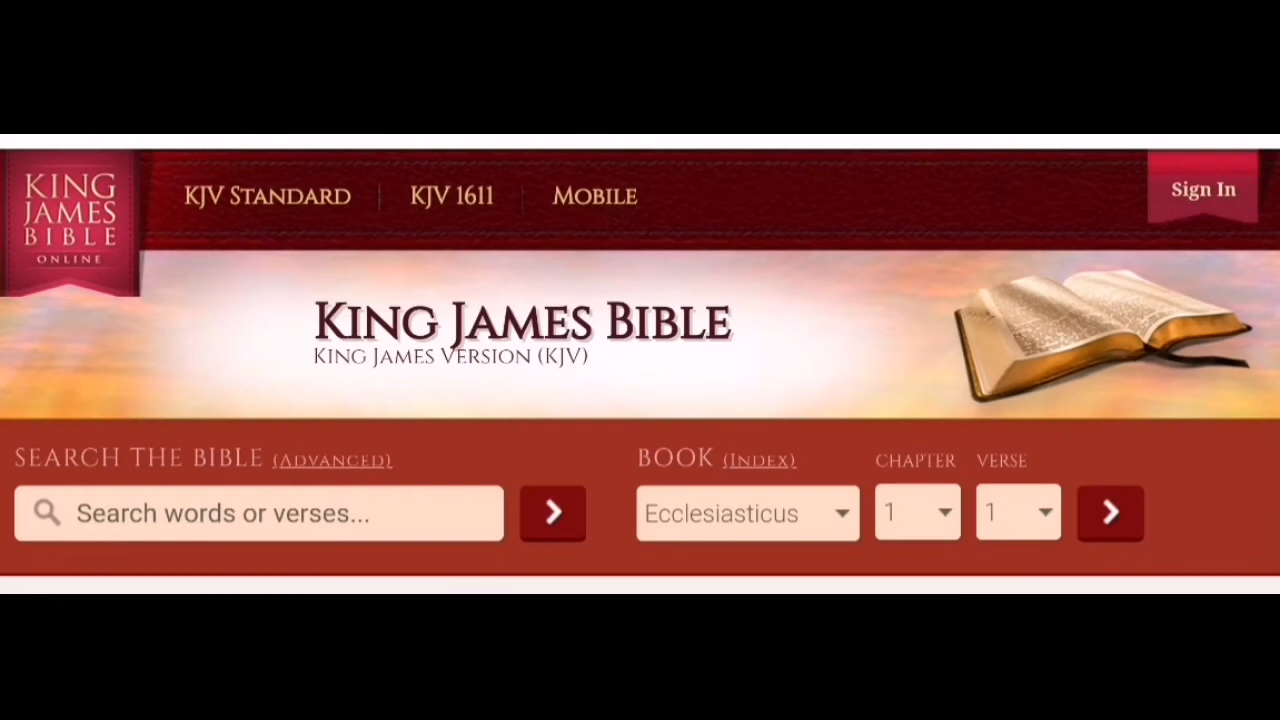 KING
JAMES
BIBLE
ONLINE
KJV Standard
KJV 1611
Mobile
Sign In
King James Bible
King James Version (KJV)
SEARCH THE BIBLE (Advanced)
Search words or verses...
BOOK (Index)
Ecclesiasticus
CHAPTER
1
VERSE
1